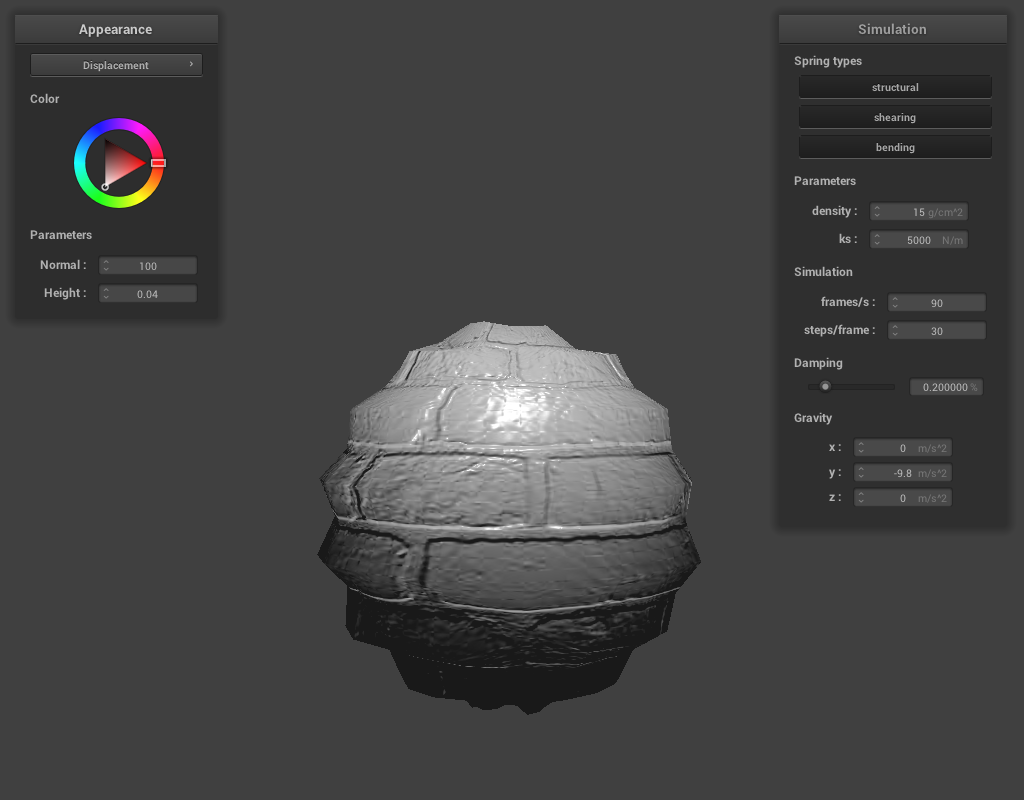 Appearance
Displacement
Color
Parameters
Normal : 100
Height : 0.04
Simulation
Spring types
structural
shearing
bending
Parameters
density : 15 g/cm^2
ks : 5000 N/m
Simulation
frames/s : 90
steps/frame : 30
Damping
0.200000 %
Gravity
x : 0 m/s^2
y : -9.8 m/s^2
z : 0 m/s^2